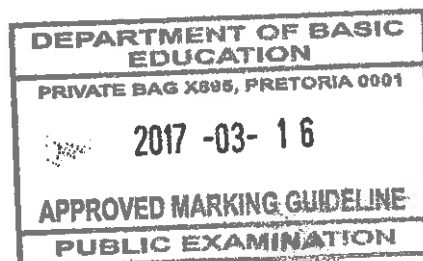 DEPARTMENT OF BASIC
EDUCATION
PRIVATE BAG X895, PRETORIA 0001
2017 -03- 16
APPROVED MARKING GUIDELINE
PUBLIC EXAMINATION